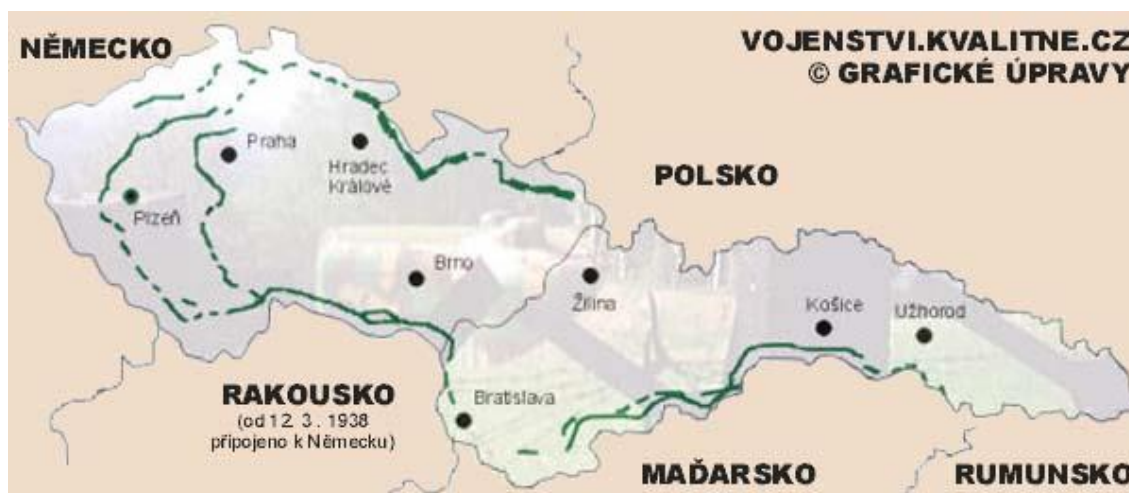 NĚMECKO
VOJENSTVI.KVALITNE.CZ
© GRAFICKÉ ÚPRAVY
Praha
Hradec
Králové
POLSKO
Plzeň
Brno
Žilina
Košice
Užhorod
RAKOUSKO
(od 12. 3. 1938
připojeno k Německu)
Bratislava
MAĎARSKO
RUMUNSKO